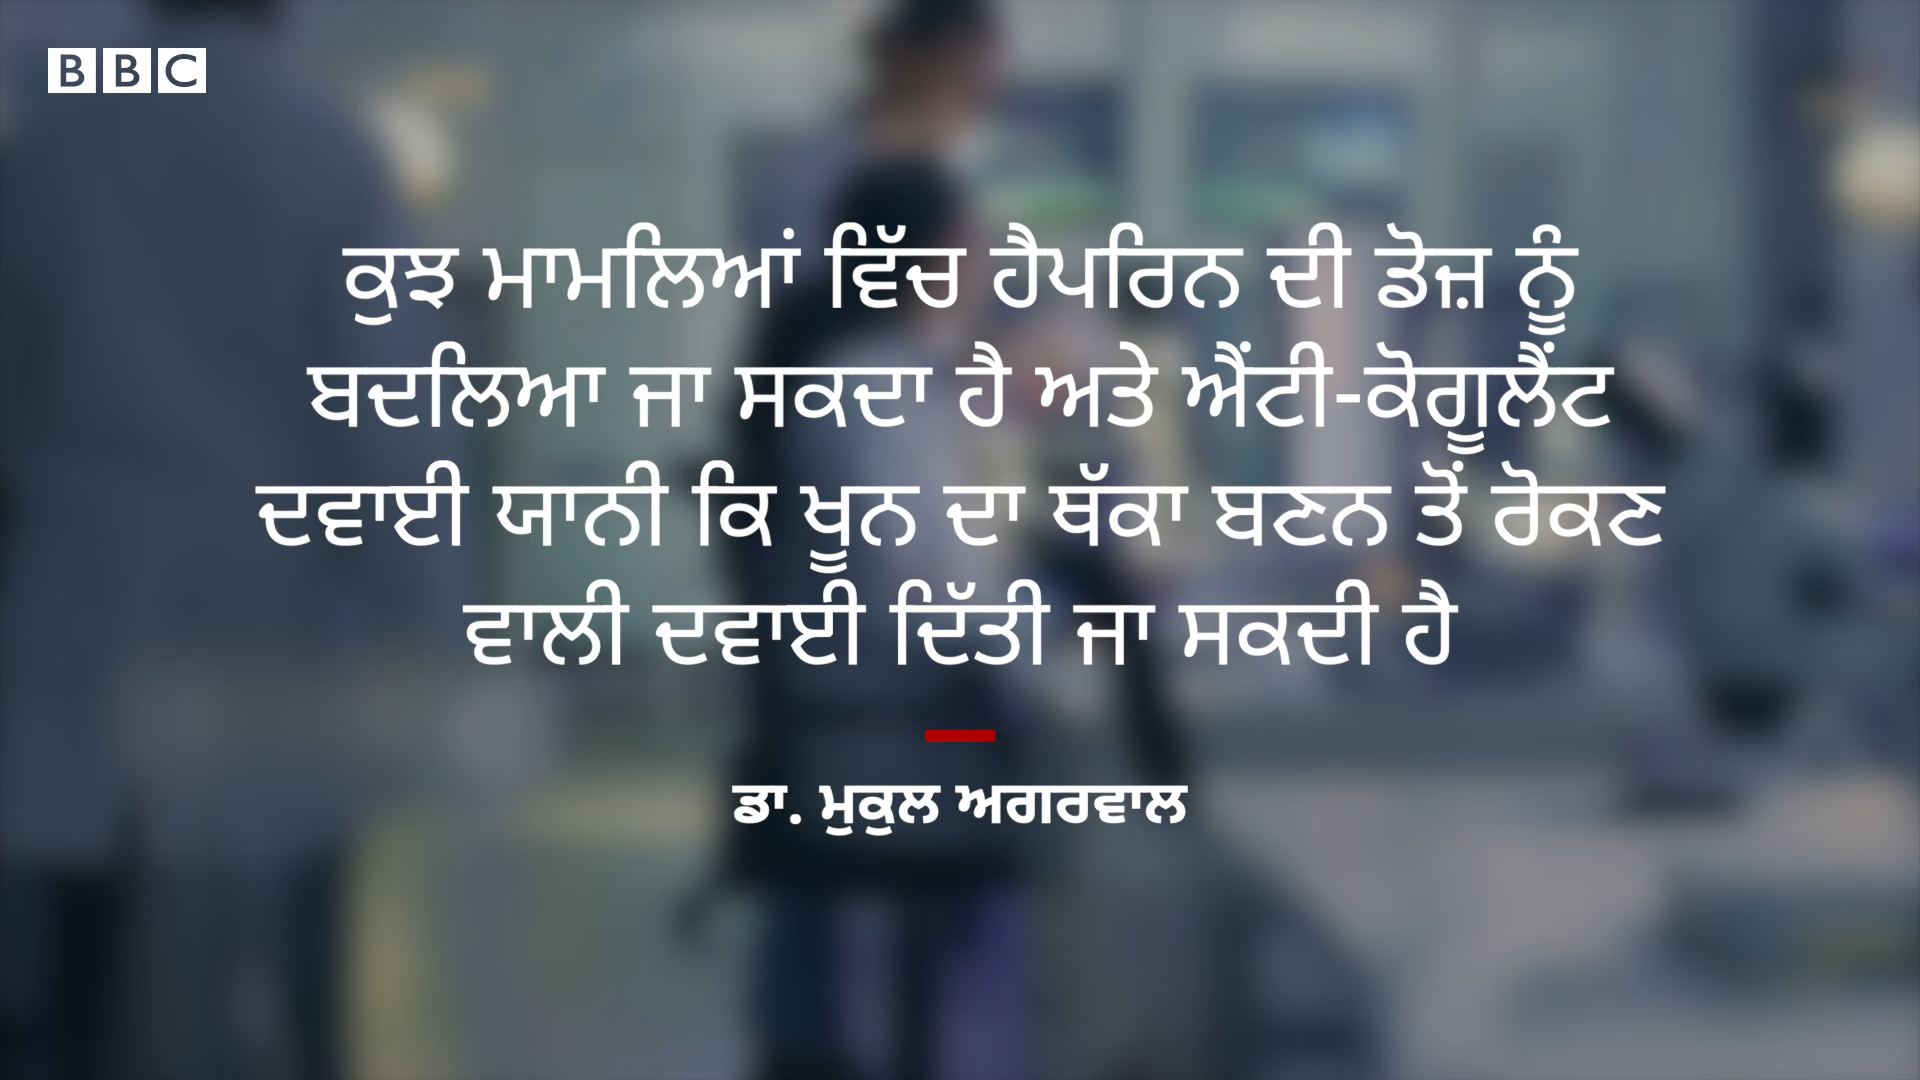 BBC
ਕੁਝ ਮਾਮਲਿਆਂ ਵਿੱਚ ਹੈਪਰਿਨ ਦੀ ਡੋਜ਼ ਨੂੰ
ਬਦਲਿਆ ਜਾ ਸਕਦਾ ਹੈ ਅਤੇ ਐਂਟੀ-ਕੋਗੂਲੈਂਟ
ਦਵਾਈ ਯਾਨੀ ਕਿ ਖੂਨ ਦਾ ਥੱਕਾ ਬਣਨ ਤੋਂ ਰੋਕਣ
ਵਾਲੀ ਦਵਾਈ ਦਿੱਤੀ ਜਾ ਸਕਦੀ ਹੈ
ਡਾ. ਮੁਕੁਲ ਅਗਰਵਾਲ